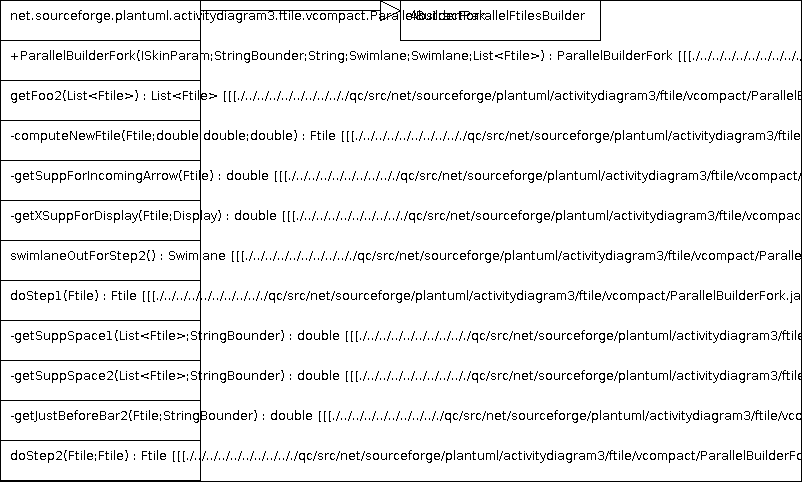 net.sourceforge.plantuml.activitydiagram3.ftile.vcompact.ParallelBuilderFork AbstractParallelFtilesBuilder
+ParallelBuilderFork(ISkinParam;StringBounder;String;Swimlane;Swimlane;List<Ftile>) : ParallelBuilderFork [[[./../../../../../../../../.
getFoo2(List<Ftile>) : List<Ftile> [[[./../../../../../../../../../qc/src/net/sourceforge/plantuml/activitydiagram3/ftile/vcompact/ParallelB
-computeNewFtile(Ftile;double;double;double) : Ftile [[[./../../../../../../../../../qc/src/net/sourceforge/plantuml/activitydiagram3/ftile
-getSuppForIncomingArrow(Ftile) : double [[[./../../../../../../../../../qc/src/net/sourceforge/plantuml/activitydiagram3/ftile/vcompact/
-getXSuppForDisplay(Ftile;Display) : double [[[./../../../../../../../../../qc/src/net/sourceforge/plantuml/activitydiagram3/ftile/vcompac
swimlaneOutForStep2() : Swimlane [[[./../../../../../../../../../qc/src/net/sourceforge/plantuml/activitydiagram3/ftile/vcompact/Paralle
doStep1(Ftile) : Ftile [[[./../../../../../../../../../qc/src/net/sourceforge/plantuml/activitydiagram3/ftile/vcompact/ParallelBuilderFork.ja
-getSuppSpace1(List<Ftile>;StringBounder) : double [[[./../../../../../../../../../qc/src/net/sourceforge/plantuml/activitydiagram3/ftile
-getSuppSpace2(List<Ftile>;StringBounder) : double [[[./../../../../../../../../../qc/src/net/sourceforge/plantuml/activitydiagram3/ftile
-getJustBeforeBar2(Ftile;StringBounder) : double [[[./../../../../../../../../../qc/src/net/sourceforge/plantuml/activitydiagram3/ftile/vco
doStep2(Ftile;Ftile) : Ftile [[[./../../../../../../../../../qc/src/net/sourceforge/plantuml/activitydiagram3/ftile/vcompact/ParallelBuilderFo